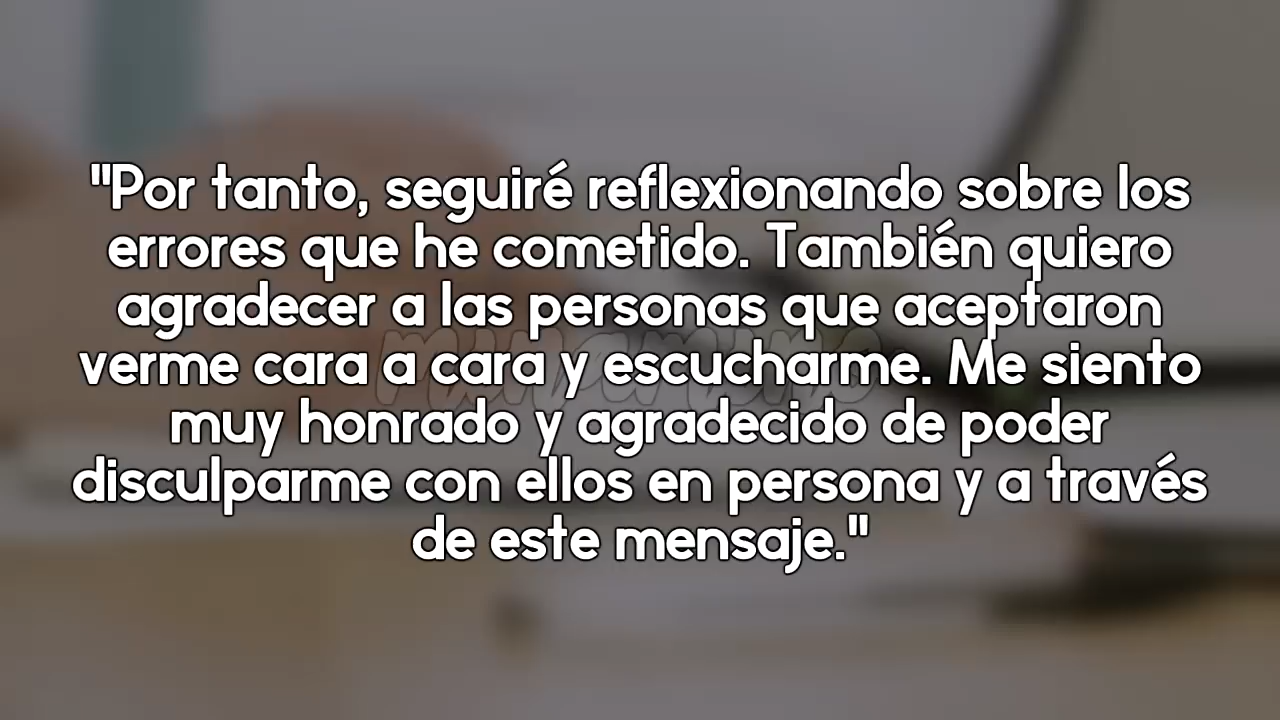 "Por tanto, seguiré reflexionando sobre los
errores que he cometido. También quiero
agradecer a las personas que aceptaron
verme cara a cara y escucharme. Me siento
muy honrado y agradecido de poder
disculparme con ellos en persona y a través
de este mensaje."